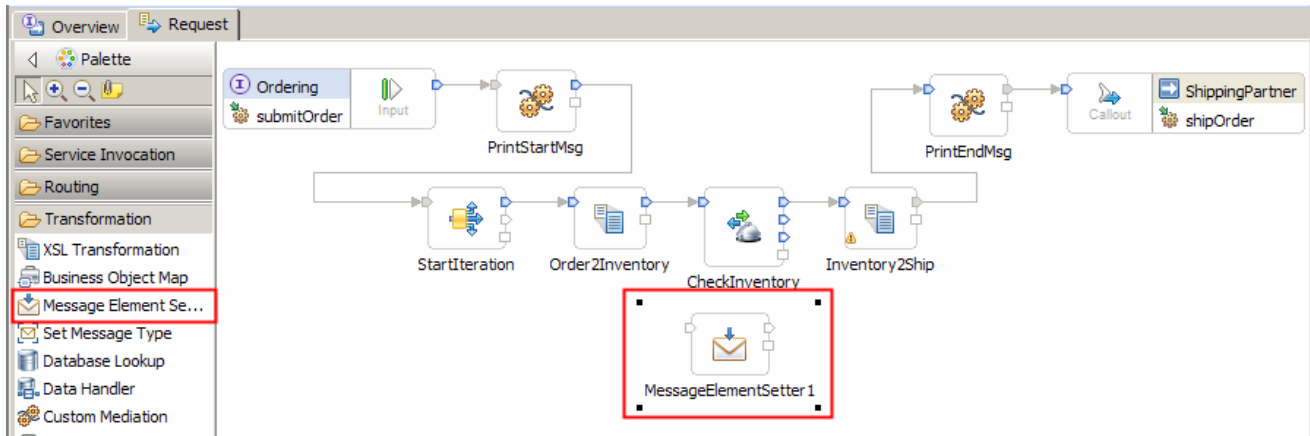 Overview
Request
Palette
Favorites
Service Invocation
Routing
Transformation
XSL Transformation
Business Object Map
Message Element Se...
Set Message Type
Database Lookup
Data Handler
Custom Mediation
Ordering
submitOrder
Input
PrintStartMsg
PrintEndMsg
Callout
ShippingPartner
shipOrder
StartIteration
Order2Inventory
CheckInventory
Inventory2Ship
MessageElementSetter1